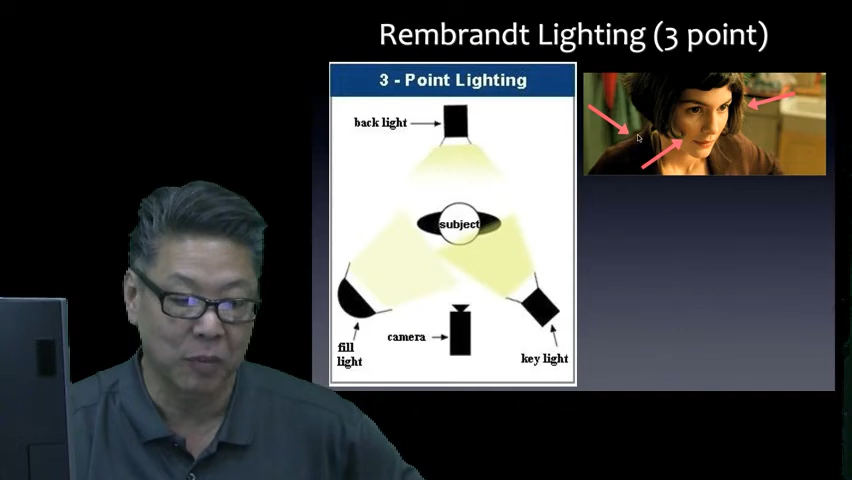 Rembrandt Lighting (3 point)
3 - Point Lighting
back light
subject
fill
light
camera
key light